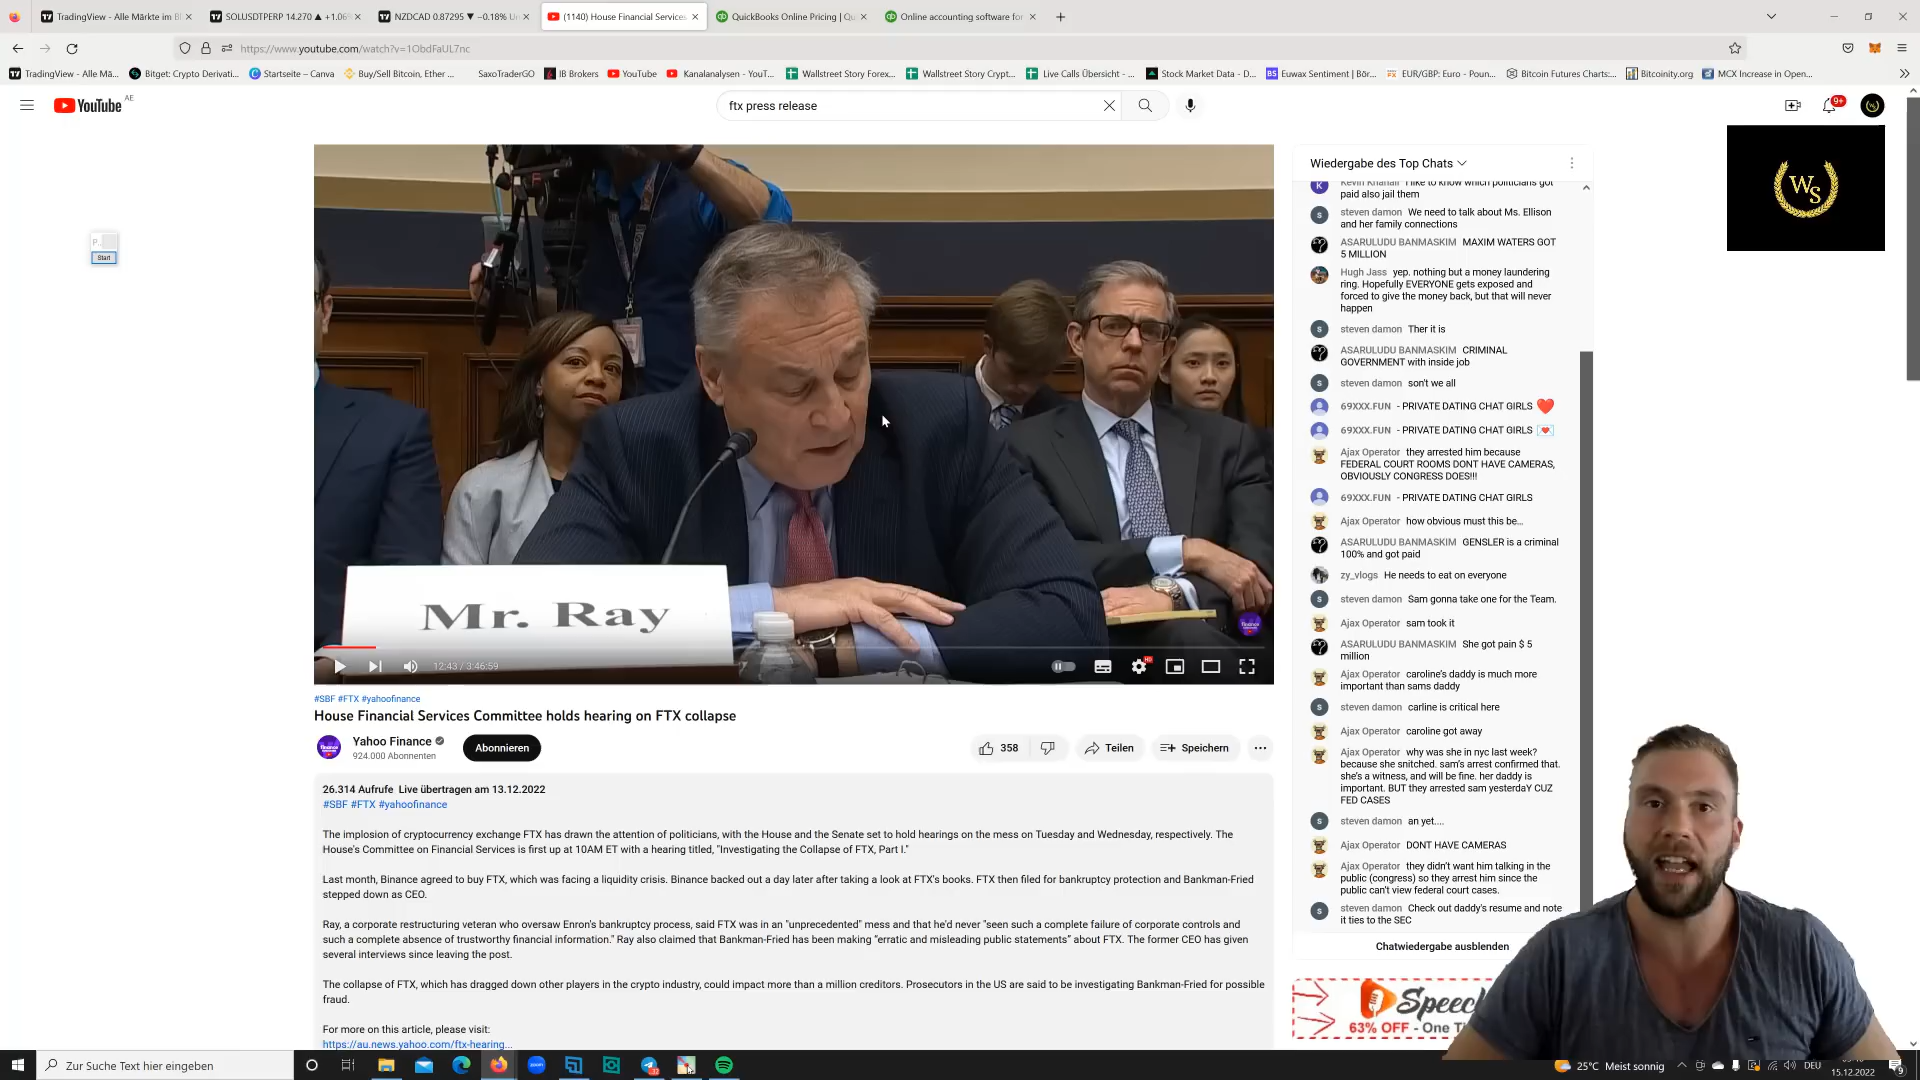 TradingView - Alle Märkte im Bl
SOLUSDTPERP 14.270 ▲ +1.06%
NZDCAD 0.87295 ▼ −0.18% U
(1140) House Financial Services
QuickBooks Online Pricing | Qu
Online accounting software for
https://www.youtube.com/watch?v=1ObdFaUL7nc
TradingView - Alle Mä...
Bitget: Crypto Derivati...
Startseite – Canva
Buy/Sell Bitcoin, Ether ...
SaxoTraderGO
IB Brokers
YouTube
Kanalanalysen - YouT...
Wallstreet Story Forex...
Wallstreet Story Crypt...
Live Calls Übersicht - ...
Stock Market Data - D...
Euwax Sentiment | Bör...
EUR/GBP: Euro - Poun...
Bitcoin Futures Charts:...
Bitcoinity.org
MCX Increase in Open...
YouTube AE
ftx press release
9+
WS
P...
Start
Mr. Ray
finance
12:43 / 3:46:59
HD
#SBF #FTX #yahoofinance
House Financial Services Committee holds hearing on FTX collapse
Yahoo Finance
924.000 Abonnenten
Abonnieren
358
Teilen
Speichern
26.314 Aufrufe Live übertragen am 13.12.2022
#SBF #FTX #yahoofinance
The implosion of cryptocurrency exchange FTX has drawn the attention of politicians, with the House and the Senate set to hold hearings on the mess on Tuesday and Wednesday, respectively. The
House's Committee on Financial Services is first up at 10AM ET with a hearing titled, "Investigating the Collapse of FTX, Part I."
Last month, Binance agreed to buy FTX, which was facing a liquidity crisis. Binance backed out a day later after taking a look at FTX's books. FTX then filed for bankruptcy protection and Bankman-Fried
stepped down as CEO.
Ray, a corporate restructuring veteran who oversaw Enron's bankruptcy process, said FTX was in an "unprecedented" mess and that he'd never "seen such a complete failure of corporate controls and
such a complete absence of trustworthy financial information." Ray also claimed that Bankman-Fried has been making “erratic and misleading public statements” about FTX. The former CEO has given
several interviews since leaving the post.
The collapse of FTX, which has dragged down other players in the crypto industry, could impact more than a million creditors. Prosecutors in the US are said to be investigating Bankman-Fried for possible
fraud.
For more on this article, please visit:
https://au.news.yahoo.com/ftx-hearing...
Wiedergabe des Top Chats
I like to know which politicians got
paid also jail them
steven damon We need to talk about Ms. Ellison
and her family connections
ASARULUDU BANMASKIM MAXIM WATERS GOT
5 MILLION
Hugh Jass yep. nothing but a money laundering
ring. Hopefully EVERYONE gets exposed and
forced to give the money back, but that will never
happen
steven damon Ther it is
ASARULUDU BANMASKIM CRIMINAL
GOVERNMENT with inside job
steven damon son't we all
69XXX.FUN - PRIVATE DATING CHAT GIRLS
69XXX.FUN - PRIVATE DATING CHAT GIRLS
Ajax Operator they arrested him because
FEDERAL COURT ROOMS DONT HAVE CAMERAS,
OBVIOUSLY CONGRESS DOES!!!
69XXX.FUN - PRIVATE DATING CHAT GIRLS
Ajax Operator how obvious must this be...
ASARULUDU BANMASKIM GENSLER is a criminal
100% and got paid
zy_vlogs He needs to eat on everyone
steven damon Sam gonna take one for the Team.
Ajax Operator sam took it
ASARULUDU BANMASKIM She got pain $ 5
million
Ajax Operator caroline's daddy is much more
important than sams daddy
steven damon carline is critical here
Ajax Operator caroline got away
Ajax Operator why was she in nyc last week?
because she snitched. sam's arrest confirmed that.
she's a witness, and will be fine. her daddy is
important. BUT they arrested sam yesterdaY CUZ
FED CASES
steven damon an yet....
Ajax Operator DONT HAVE CAMERAS
Ajax Operator they didn't want him talking in the
public (congress) so they arrest him since the
public can't view federal court cases.
steven damon Check out daddy's resume and note
it ties to the SEC
Chatwiedergabe ausblenden
63% OFF - One
Zur Suche Text hier eingeben
25°C Meist sonnig
DEU
15.12.2022